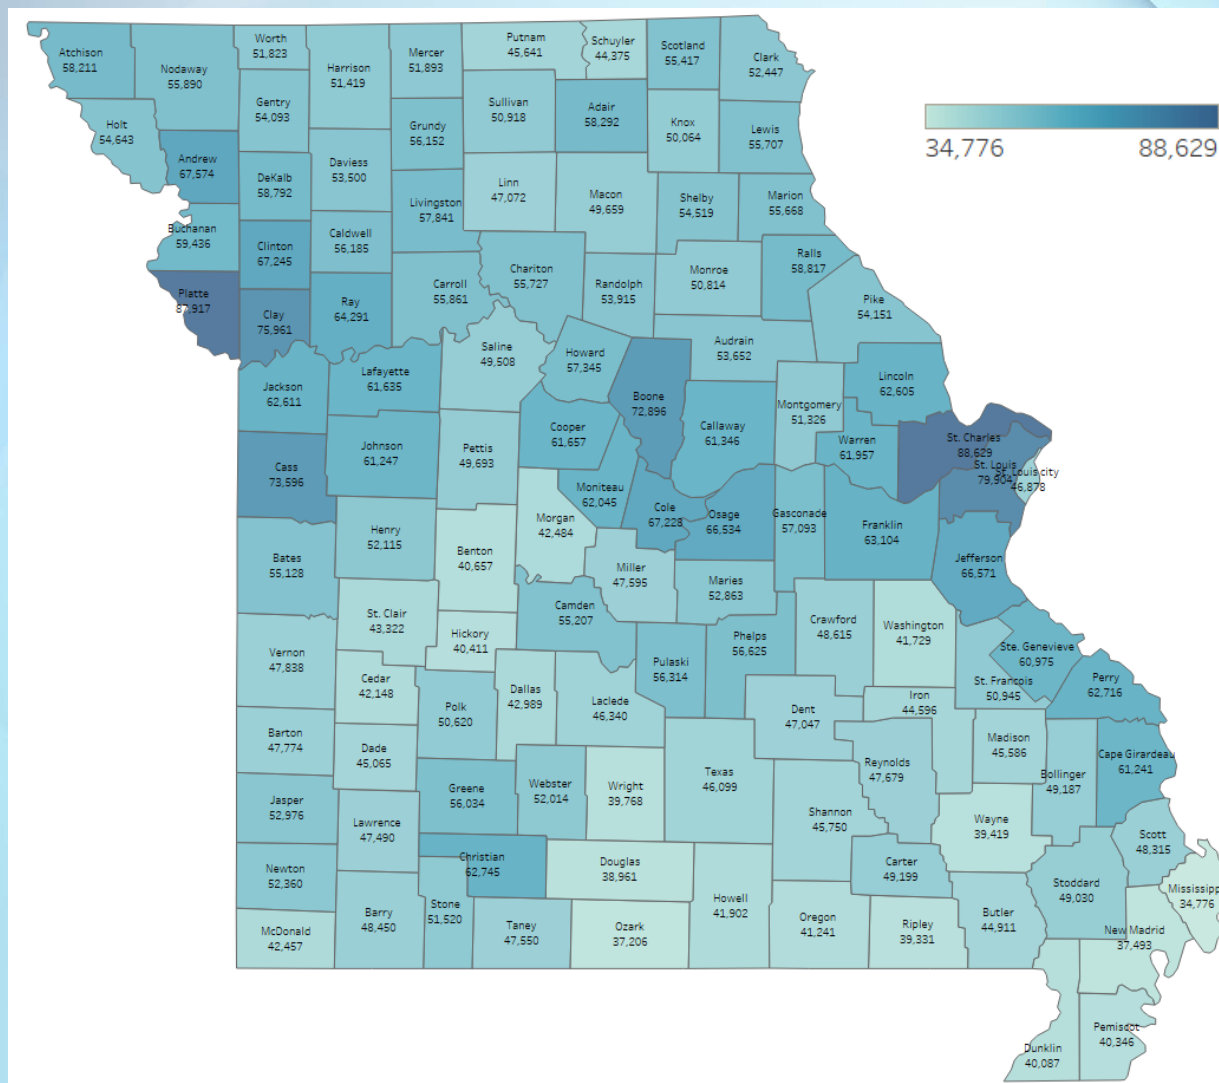 Atchison
58,211
Nodaway
55,890
Worth
51,823
Harrison
51,419
Mercer
51,893
Putnam
45,641
Schuyler
44,375
Scotland
55,417
Clark
52,447
Holt
54,643
Andrew
67,574
Gentry
54,093
Grundy
56,152
Sullivan
50,918
Adair
58,292
Knox
50,064
Lewis
55,707
34,776
88,629
DeKalb
58,792
Daviess
53,500
Livingston
57,841
Linn
47,072
Macon
49,659
Shelby
54,519
Marion
55,668
Buchanan
59,436
Clinton
67,245
Caldwell
56,185
Carroll
55,861
Chariton
55,727
Randolph
53,915
Monroe
50,814
Ralls
58,817
Pike
54,151
Platte
87,917
Clay
75,961
Ray
64,291
Saline
49,508
Howard
57,345
Audrain
53,652
Jackson
62,611
Lafayette
61,635
Boone
72,896
Callaway
61,346
Montgomery
51,326
Lincoln
62,605
Warren
61,957
St. Charles
88,629
St. Louis
79,904
St. Louis city
46,878
Cass
73,596
Johnson
61,247
Pettis
49,693
Cooper
61,657
Moniteau
62,045
Cole
67,228
Osage
66,534
Gasconade
57,093
Franklin
63,104
Jefferson
66,571
Bates
55,128
Henry
52,115
Benton
40,657
Morgan
42,484
Miller
47,595
Maries
52,863
Camden
55,207
St. Clair
43,322
Hickory
40,411
Pulaski
56,314
Phelps
56,625
Crawford
48,615
Washington
41,729
Ste. Genevieve
60,975
St. Francois
50,945
Perry
62,716
Vernon
47,838
Cedar
42,148
Polk
50,620
Dallas
42,989
Laclede
46,340
Dent
47,047
Iron
44,596
Madison
45,586
Bollinger
49,187
Cape Girardeau
61,241
Barton
47,774
Dade
45,065
Greene
56,034
Webster
52,014
Wright
39,768
Texas
46,099
Reynolds
47,679
Jasper
52,976
Lawrence
47,490
Christian
62,745
Douglas
38,961
Shannon
45,750
Wayne
39,419
Carter
49,199
Scott
48,315
Newton
52,360
Barry
48,450
Stone
51,520
Taney
47,550
Ozark
37,206
Howell
41,902
Oregon
41,241
Ripley
39,331
Butler
44,911
Stoddard
49,030
Mississipp
34,776
McDonald
42,457
New Madrid
37,493
Dunklin
40,087
Pemiscot
40,346